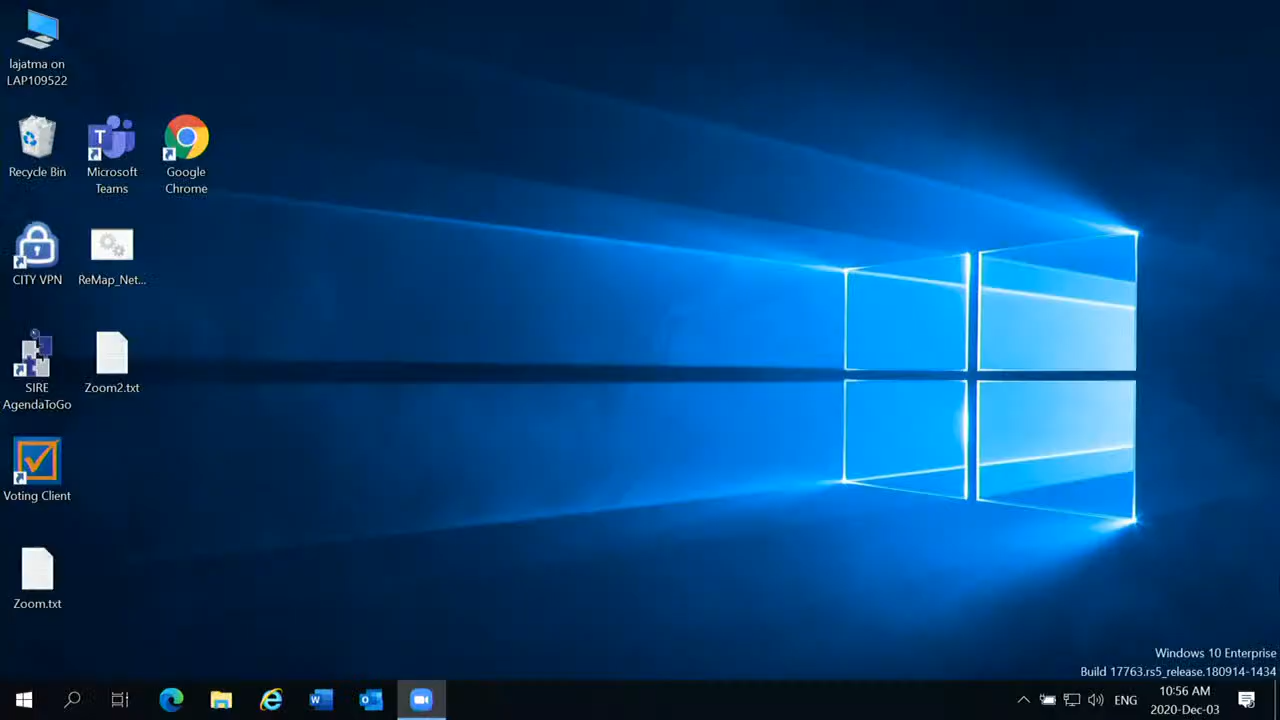 lajatma on
LAP109522
Recycle Bin
Microsoft
Teams
Google
Chrome
CITY VPN
ReMap_Net...
SIRE
AgendaToGo
Zoom2.txt
Voting Client
Zoom.txt
Windows 10 Enterprise
Build 17763.rs5_release.180914-1434
ENG
10:56 AM
2020-Dec-03